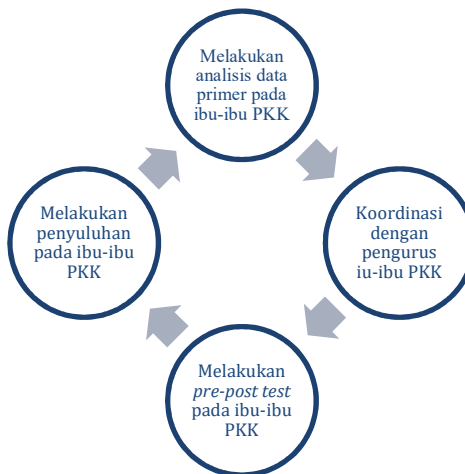 Melakukan
analisis data
primer pada
ibu-ibu PKK
Koordinasi
dengan
pengurus
iu-ibu PKK
Melakukan
pre-post test
pada ibu-ibu
PKK
Melakukan
penyuluhan
pada ibu-ibu
PKK